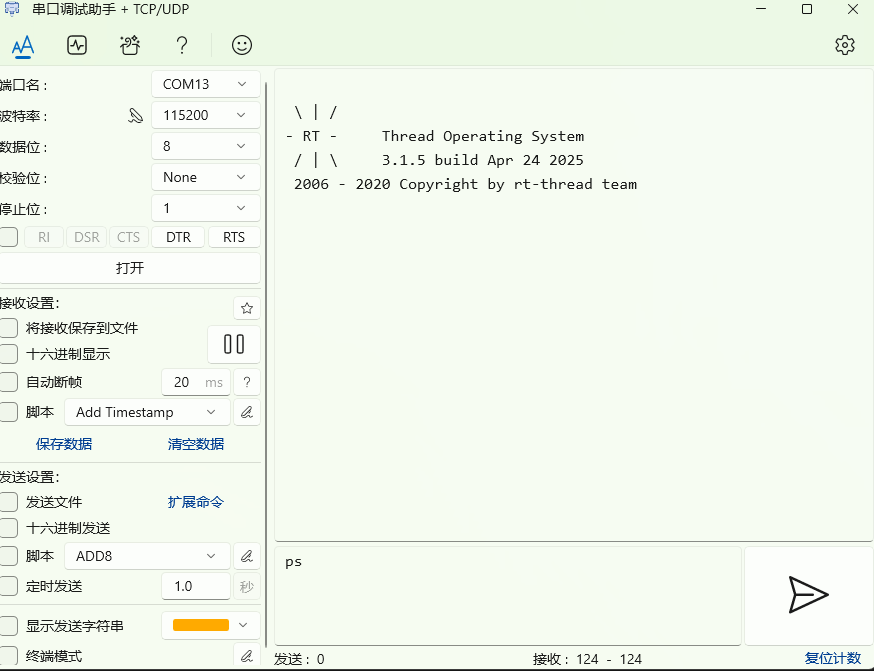 串口调试助手 + TCP/UDP
端口名:
COM13
波特率:
115200
数据位:
8
校验位:
None
停止位:
1
RI DSR CTS DTR RTS
打开
接收设置:
将接收保存到文件
十六进制显示
自动断帧 20 ms ?
脚本 Add Timestamp
保存数据 清空数据
发送设置:
发送文件 扩展命令
十六进制发送
脚本 ADD8
定时发送 1.0 秒
显示发送字符串
终端模式
\ | /
- RT - Thread Operating System
/ | \ 3.1.5 build Apr 24 2025
2006 - 2020 Copyright by rt-thread team
ps
发送: 0 接收: 124 - 124 复位计数